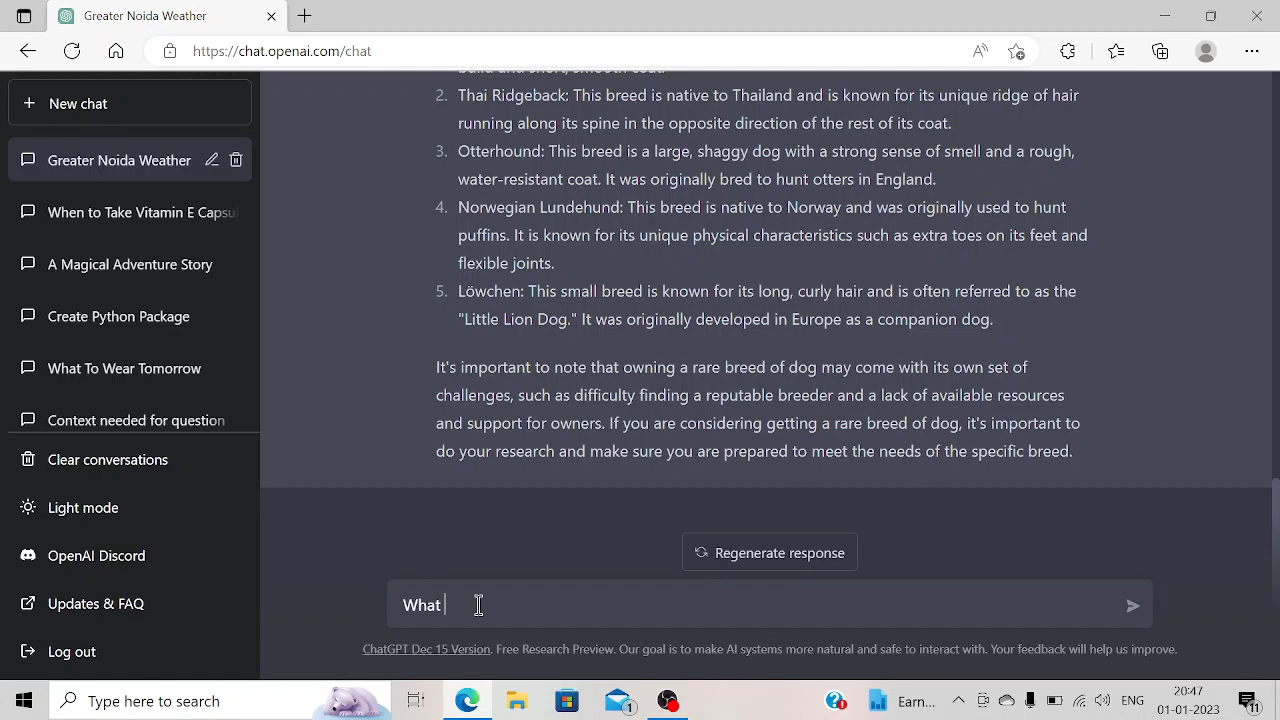 Greater Noida Weather
https://chat.openai.com/chat
New chat
Greater Noida Weather
When to Take Vitamin E Capsul
A Magical Adventure Story
Create Python Package
What To Wear Tomorrow
Context needed for question
Clear conversations
Light mode
OpenAI Discord
Updates & FAQ
Log out
build and short, smooth coat.
2. Thai Ridgeback: This breed is native to Thailand and is known for its unique ridge of hair
running along its spine in the opposite direction of the rest of its coat.
3. Otterhound: This breed is a large, shaggy dog with a strong sense of smell and a rough,
water-resistant coat. It was originally bred to hunt otters in England.
4. Norwegian Lundehund: This breed is native to Norway and was originally used to hunt
puffins. It is known for its unique physical characteristics such as extra toes on its feet and
flexible joints.
5. Löwchen: This small breed is known for its long, curly hair and is often referred to as the
"Little Lion Dog." It was originally developed in Europe as a companion dog.
It's important to note that owning a rare breed of dog may come with its own set of
challenges, such as difficulty finding a reputable breeder and a lack of available resources
and support for owners. If you are considering getting a rare breed of dog, it's important to
do your research and make sure you are prepared to meet the needs of the specific breed.
Regenerate response
What
ChatGPT Dec 15 Version. Free Research Preview. Our goal is to make AI systems more natural and safe to interact with. Your feedback will help us improve.
Type here to search
1
Earn...
ENG
20:47
01-01-2023
11